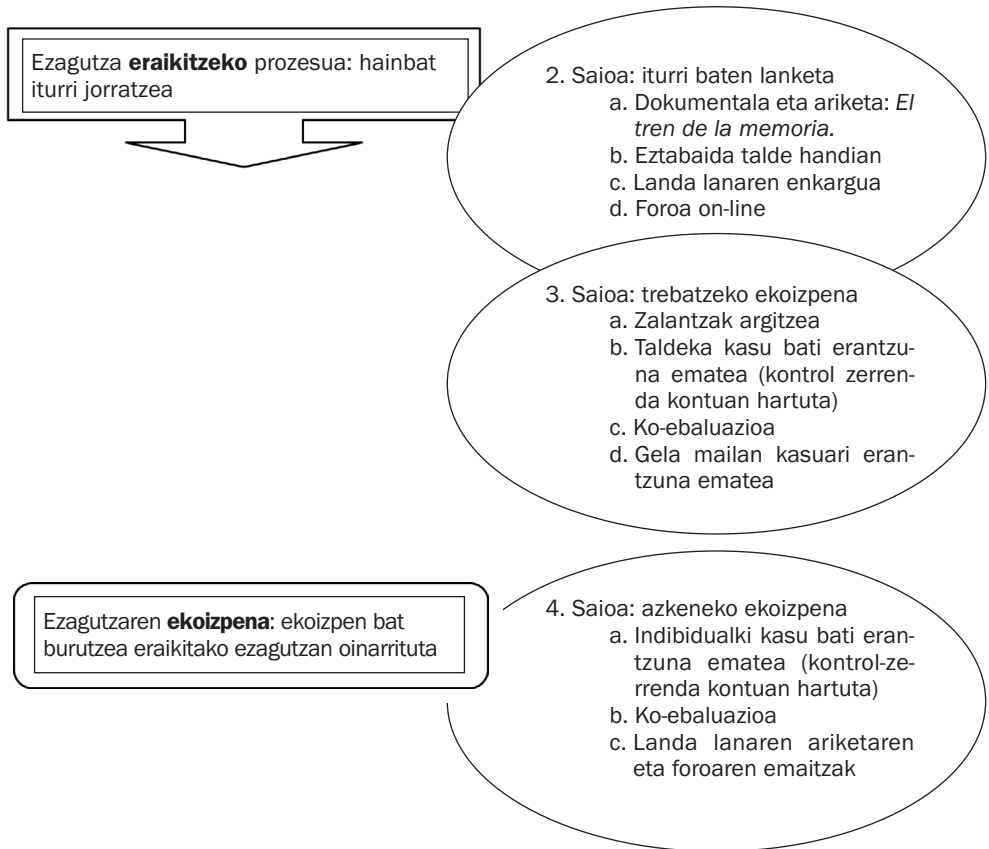 Ezagutza eraikitzeko prozesua: hainbat
iturri jorratzea
2. Saioa: iturri baten lanketa
a. Dokumentala eta ariketa: El
tren de la memoria.
b. Eztabaida talde handian
c. Landa lanaren enkargua
d. Foroa on-line
3. Saioa: trebatzeko ekoizpena
a. Zalantzak argitzea
b. Taldeka kasu bati erantzu-
na ematea (kontrol zerren-
da kontuan hartuta)
c. Ko-ebaluazioa
d. Gela mailan kasuari eran-
tzuna ematea
Ezagutzaren ekoizpena: ekoizpen bat
burutzea eraikitako ezagutzan oinarrituta
4. Saioa: azkeneko ekoizpena
a. Indibidualki kasu bati eran-
tzuna ematea (kontrol-ze-
rrenda kontuan hartuta)
b. Ko-ebaluazioa
c. Landa lanaren ariketaren
eta foroaren emaitzak